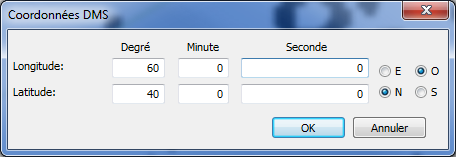 Coordonnées DMS
Degré Minute Seconde
Longitude: 60 0 0 E O
Latitude: 40 0 0 N S
OK Annuler